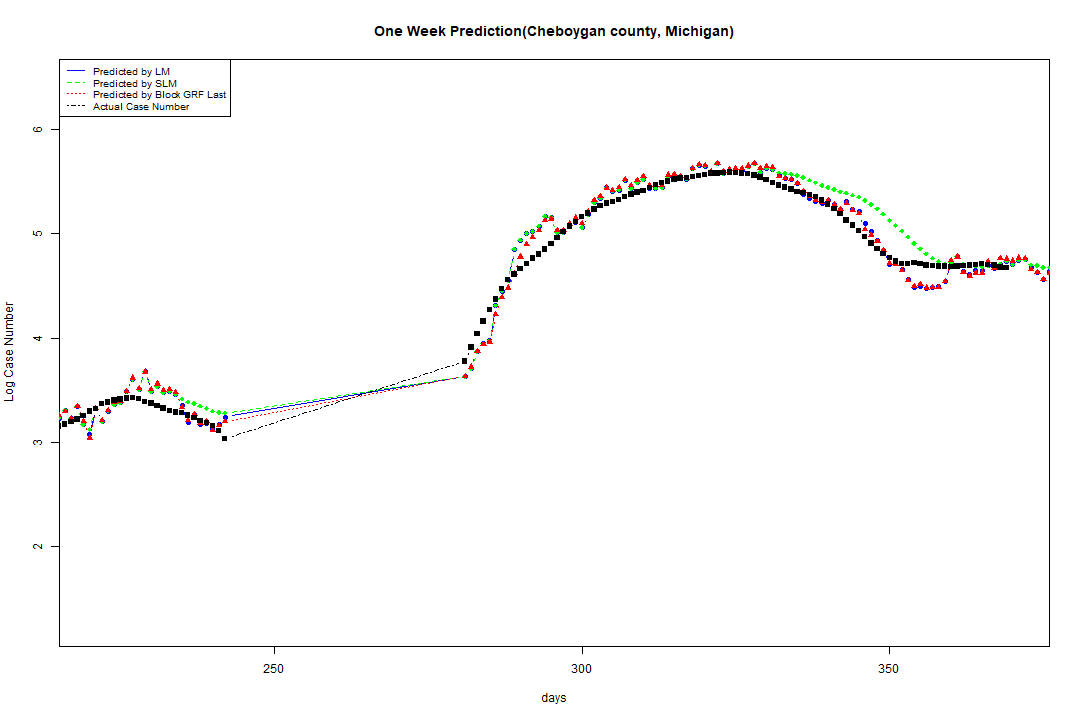 One Week Prediction(Cheboygan county, Michigan)
Predicted by LM
Predicted by SLM
Predicted by Block GRF Last
Actual Case Number
6
5
4
3
2
Log Case Number
250
300
350
days